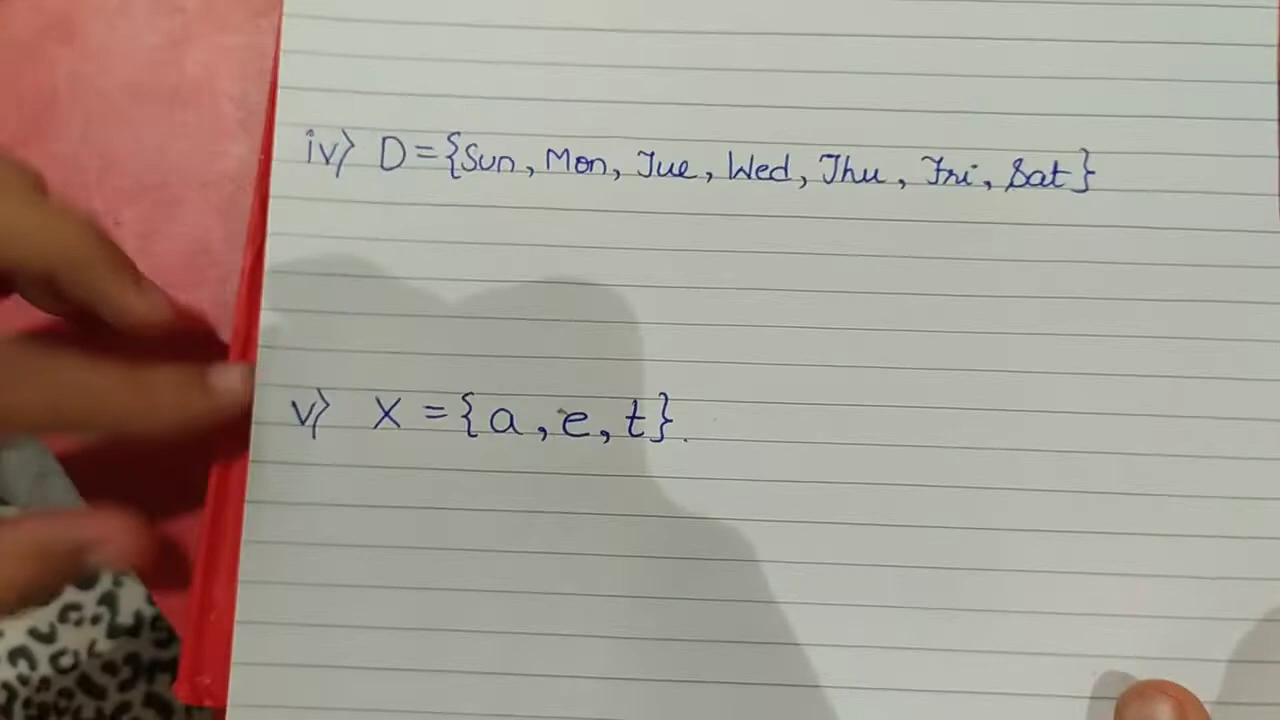 iv) D = {Sun, Mon, Tue, Wed, Thu, Fri, Sat}
v) X = {a, e, t}.